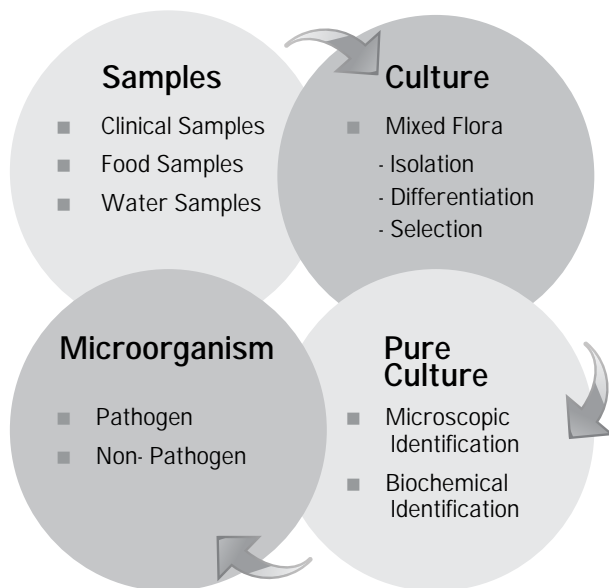 Samples
Clinical Samples
Food Samples
Water Samples
Culture
Mixed Flora
- Isolation
- Differentiation
- Selection
Pure
Culture
Microscopic
Identification
Biochemical
Identification
Microorganism
Pathogen
Non- Pathogen